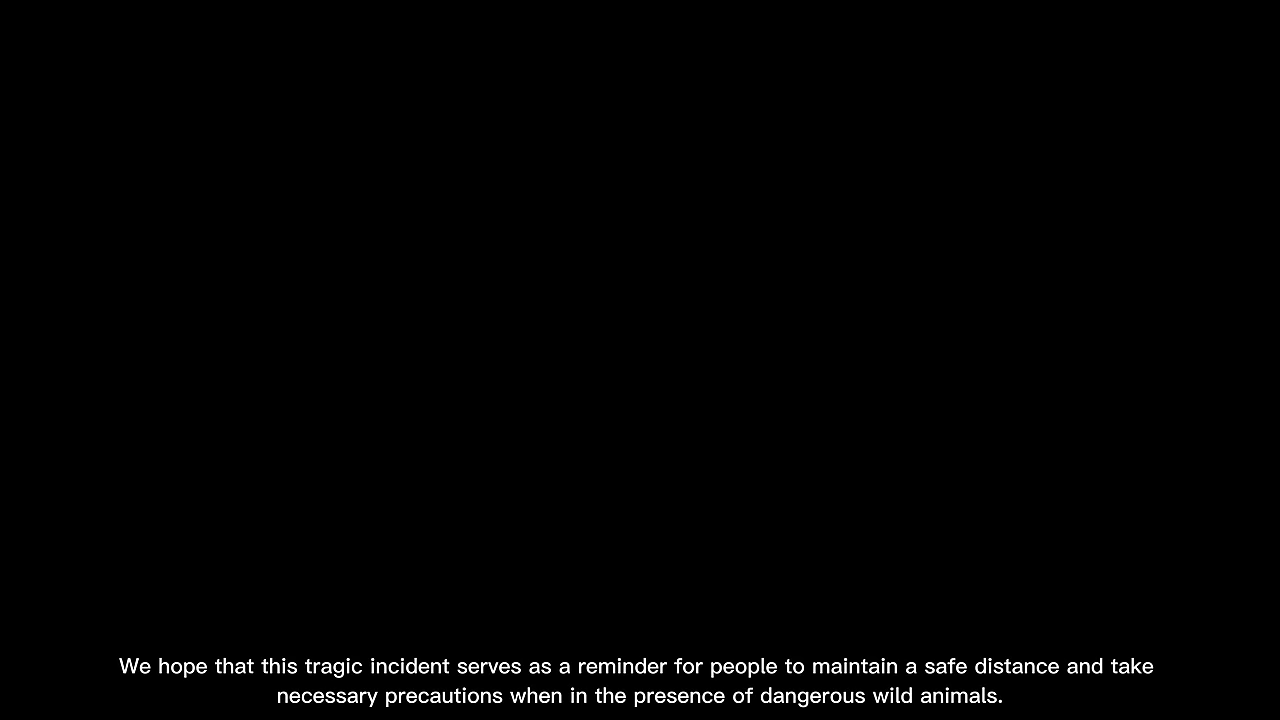 We hope that this tragic incident serves as a reminder for people to maintain a safe distance and take
necessary precautions when in the presence of dangerous wild animals.